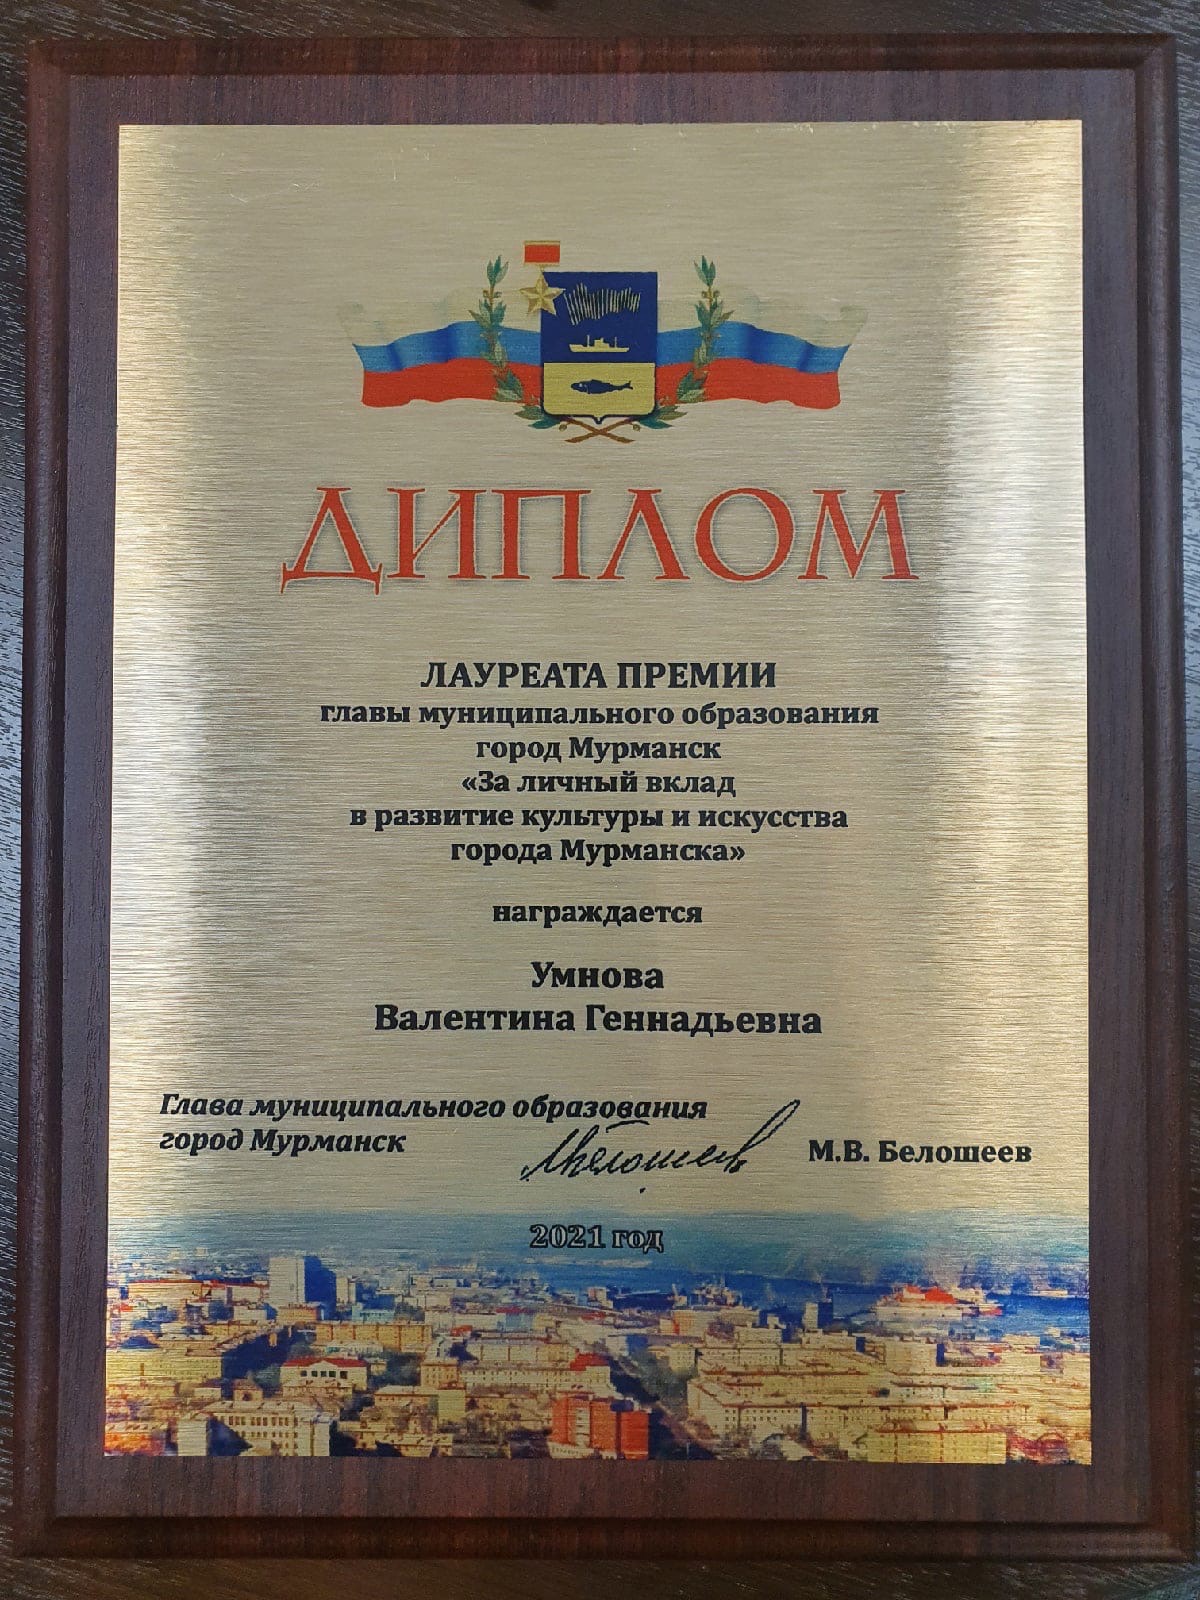 ДИПЛОМ
ЛАУРЕАТА ПРЕМИИ
главы муниципального образования
город Мурманск
«За личный вклад
в развитие культуры и искусства
города Мурманска»
награждается
Умнова
Валентина Геннадьевна
Глава муниципального образования
город Мурманск
Мбелошеев
М.В. Белошеев
2021 год